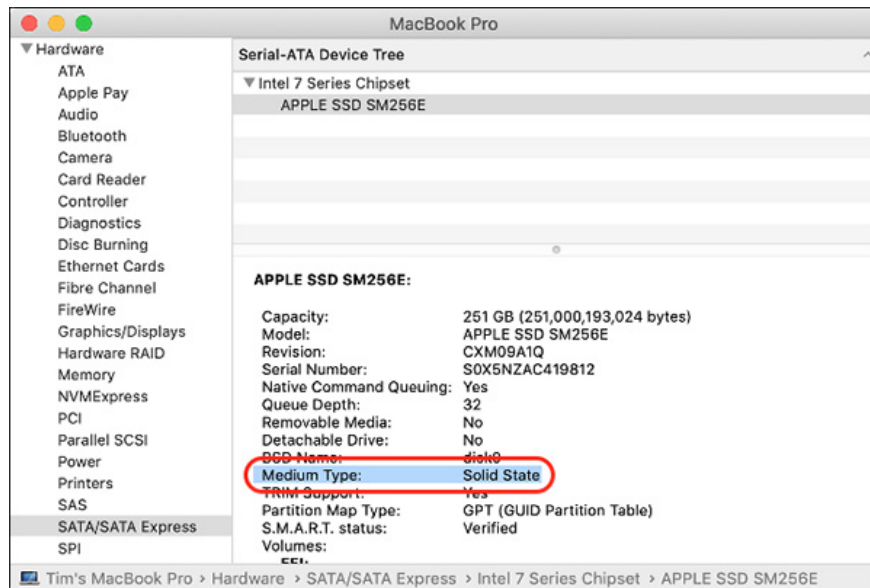 MacBook Pro
Hardware
ATA
Apple Pay
Audio
Bluetooth
Camera
Card Reader
Controller
Diagnostics
Disc Burning
Ethernet Cards
Fibre Channel
FireWire
Graphics/Displays
Hardware RAID
Memory
NVMExpress
PCI
Parallel SCSI
Power
Printers
SAS
SATA/SATA Express
SPI
Serial-ATA Device Tree
Intel 7 Series Chipset
APPLE SSD SM256E
APPLE SSD SM256E:
Capacity: 251 GB (251,000,193,024 bytes)
Model: APPLE SSD SM256E
Revision: CXM09A1Q
Serial Number: S0X5NZAC419812
Native Command Queuing: Yes
Queue Depth: 32
Removable Media: No
Detachable Drive: No
BSD Name: disk0
Medium Type: Solid State
TRIM Support: Yes
Partition Map Type: GPT (GUID Partition Table)
S.M.A.R.T. status: Verified
Volumes:
EFI:
Tim's MacBook Pro › Hardware › SATA/SATA Express › Intel 7 Series Chipset › APPLE SSD SM256E